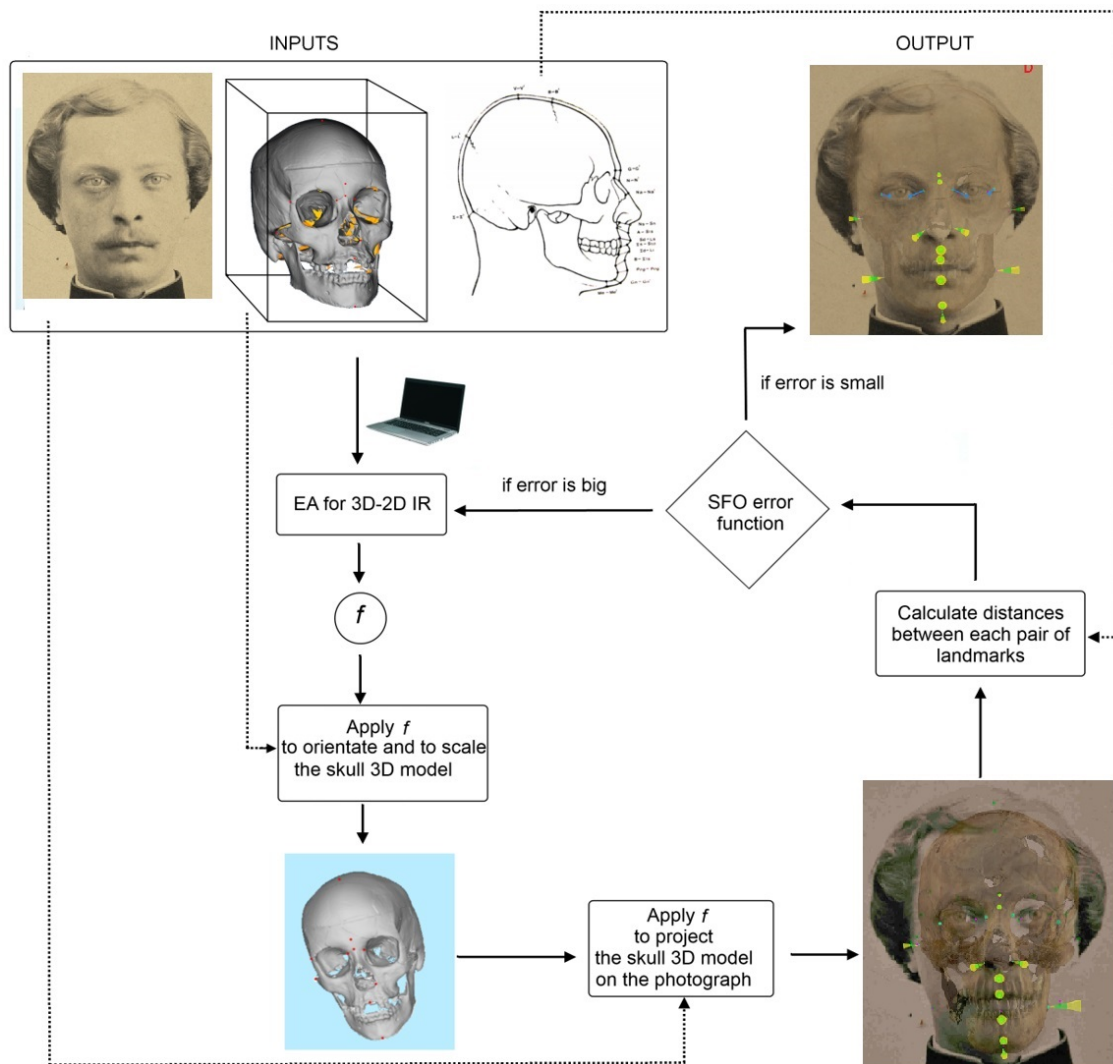 INPUTS
OUTPUT
D
if error is small
if error is big
EA for 3D-2D IR
SFO error
function
f
Calculate distances
between each pair of
landmarks
Apply f
to orientate and to scale
the skull 3D model
Apply f
to project
the skull 3D model
on the photograph